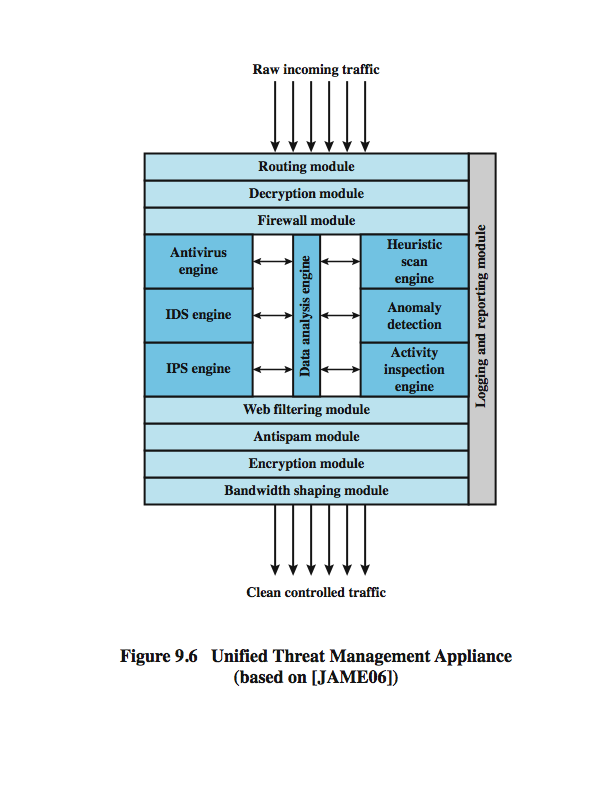 Raw incoming traffic
Routing module
Decryption module
Firewall module
Antivirus
engine
IDS engine
IPS engine
Data analysis engine
Heuristic
scan
engine
Anomaly
detection
Activity
inspection
engine
Logging and reporting module
Web filtering module
Antispam module
Encryption module
Bandwidth shaping module
Clean controlled traffic
Figure 9.6 Unified Threat Management Appliance
(based on [JAME06])